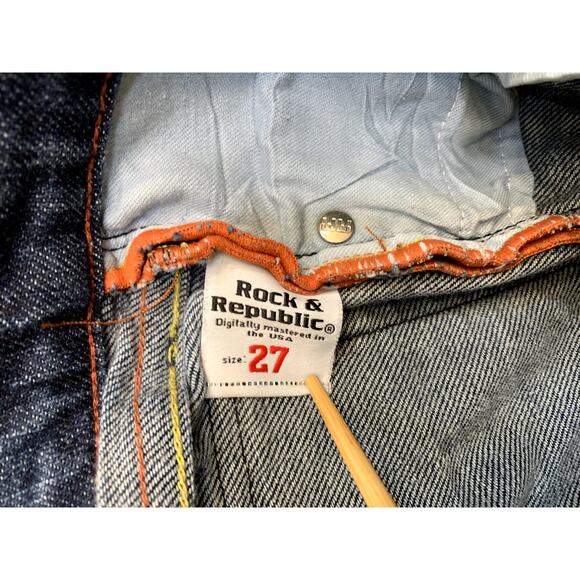 Rock &
Republic®
Digitally mastered in
the USA
size: 27